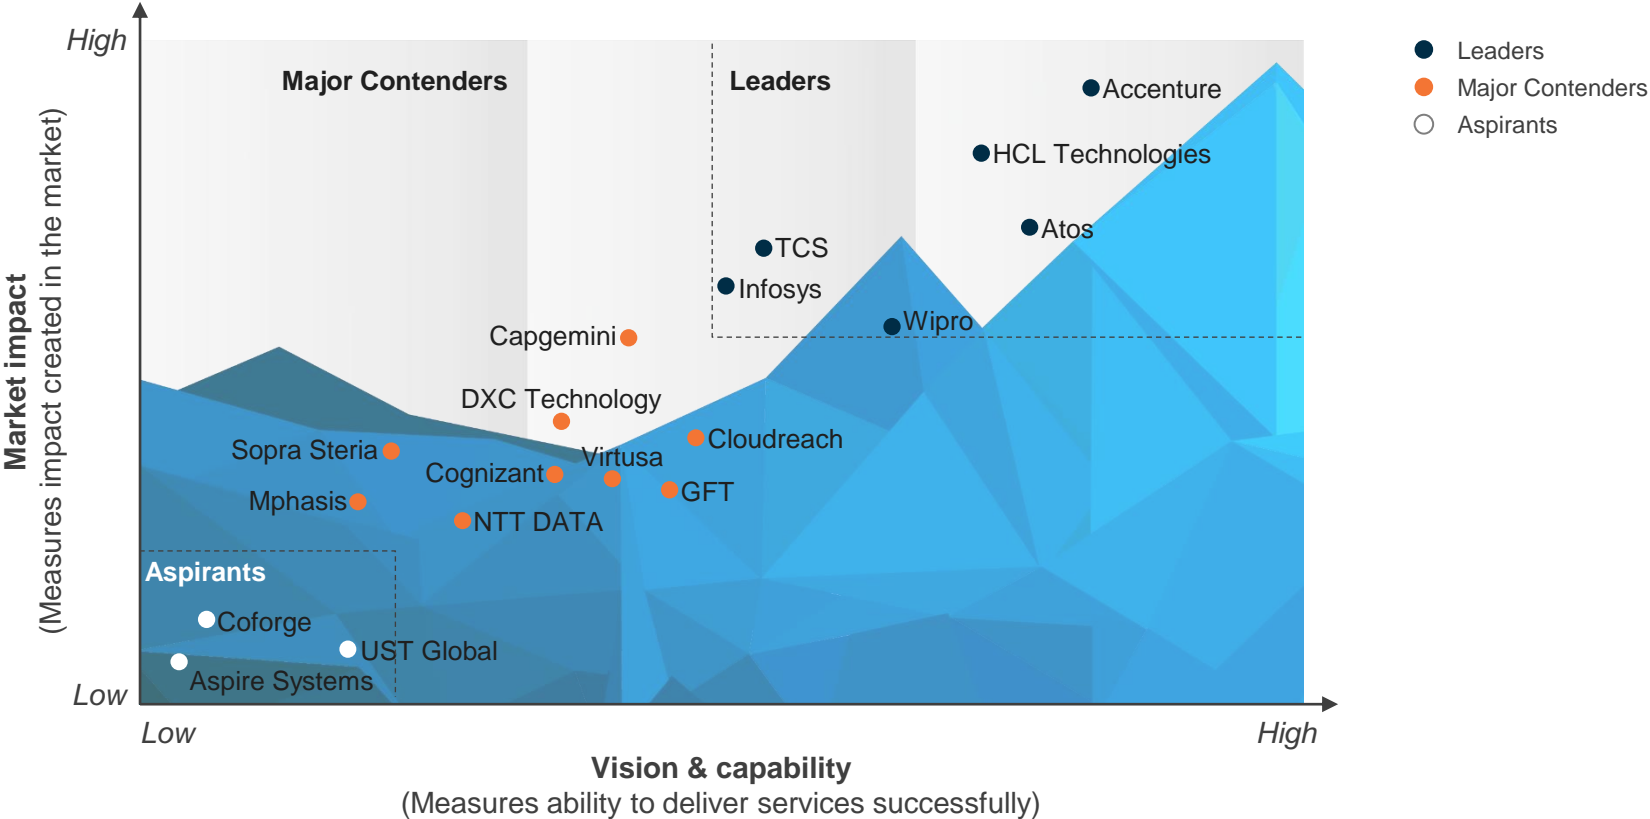 High
Major Contenders
Leaders
Accenture
HCL Technologies
Atos
TCS
Infosys
Wipro
Capgemini
DXC Technology
Cloudreach
Sopra Steria
Virtusa
Cognizant
GFT
Mphasis
NTT DATA
Aspirants
Coforge
UST Global
Aspire Systems
Low
Low
High
Market impact
(Measures impact created in the market)
Vision & capability
(Measures ability to deliver services successfully)
Leaders
Major Contenders
Aspirants